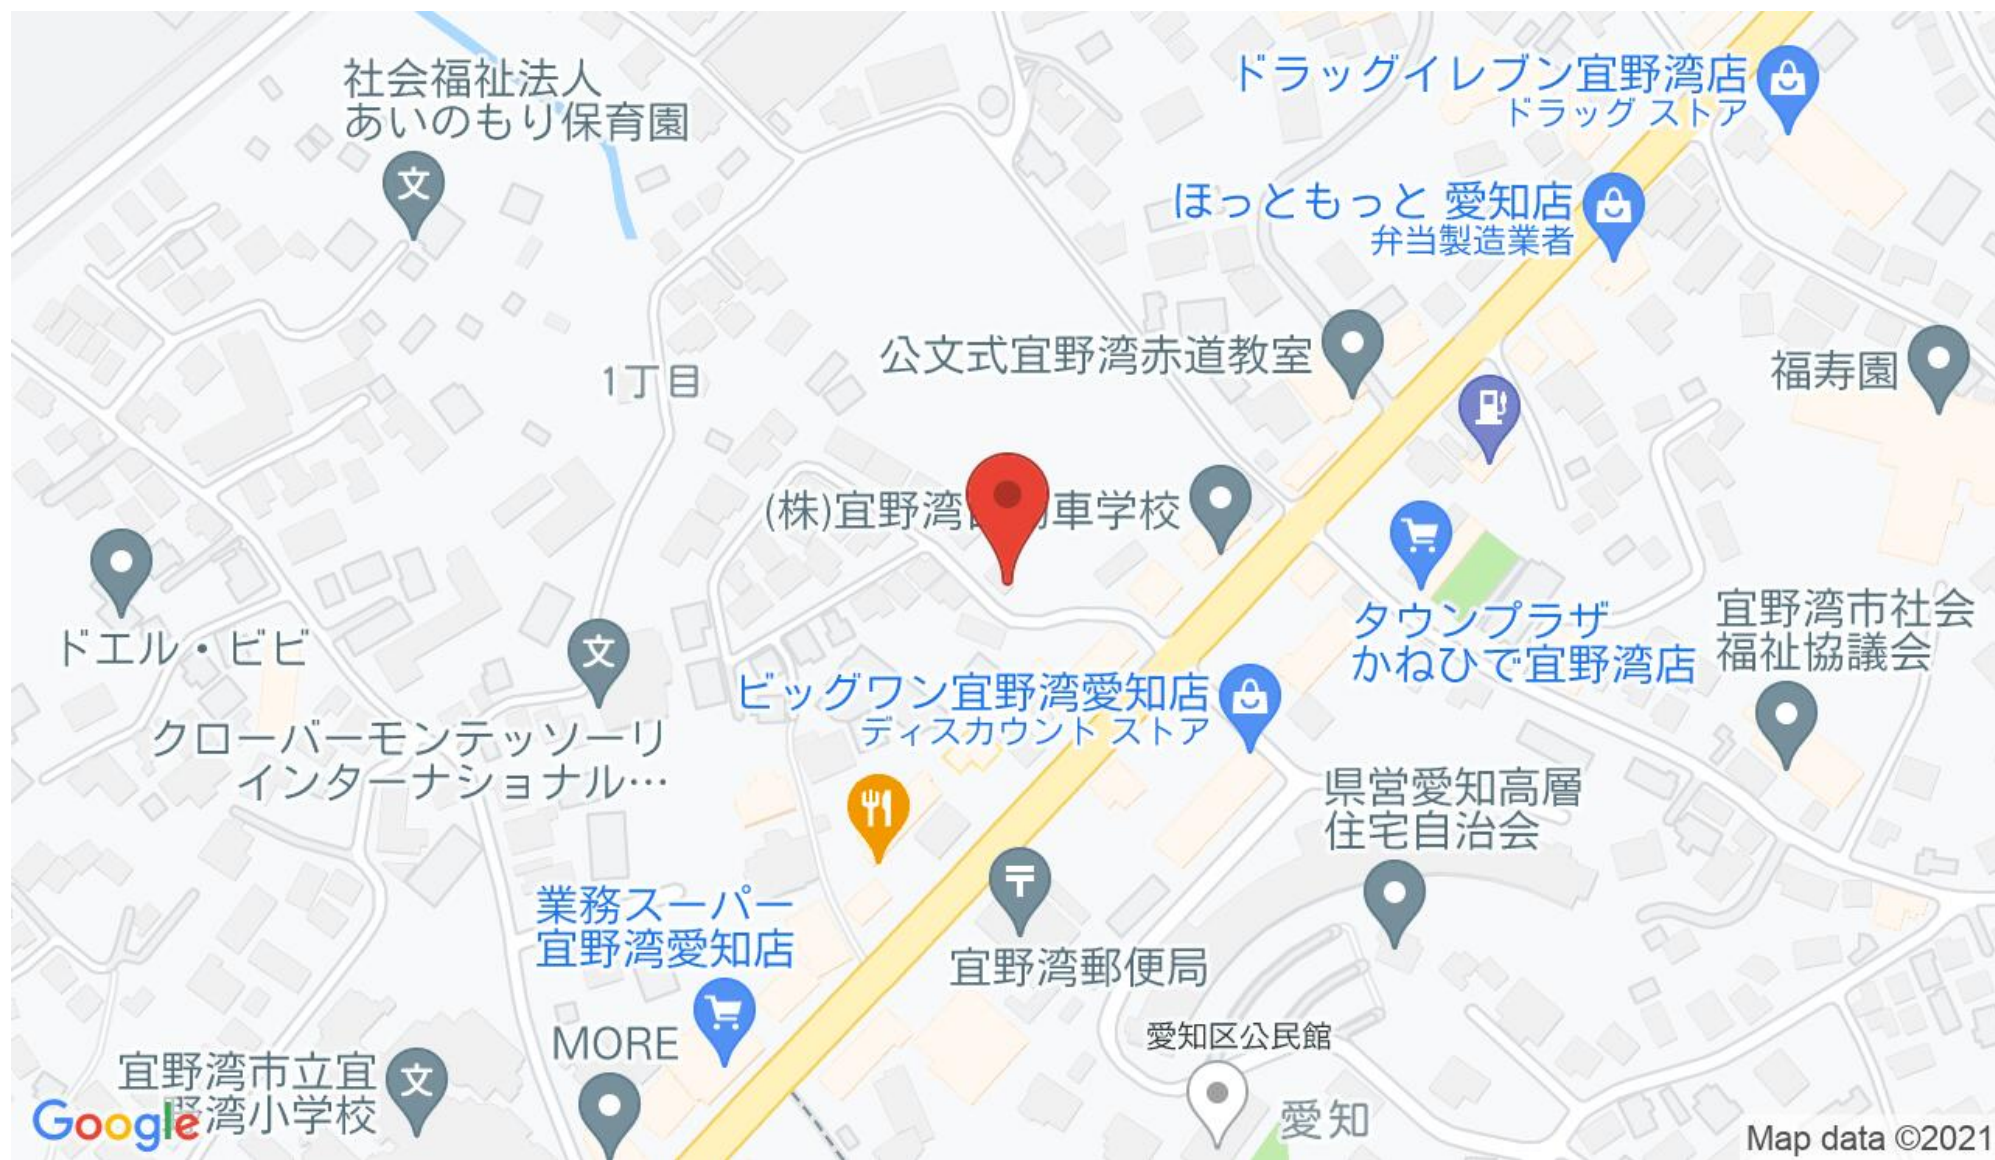 社会福祉法人
あいのもり保育園
ドラッグイレブン宜野湾店
ドラッグ ストア
ほっともっと 愛知店
弁当製造業者
公文式宜野湾赤道教室
福寿園
1丁目
(株)宜野湾
車学校
タウンプラザ
かねひで宜野湾店
宜野湾市社会
福祉協議会
ドエル・ビビ
ビッグワン宜野湾愛知店
ディスカウント ストア
クローバーモンテッソーリ
インターナショナル…
県営愛知高層
住宅自治会
業務スーパー
宜野湾愛知店
宜野湾郵便局
MORE
愛知区公民館
宜野湾市立宜
野湾小学校
愛知
Google
Map data ©2021